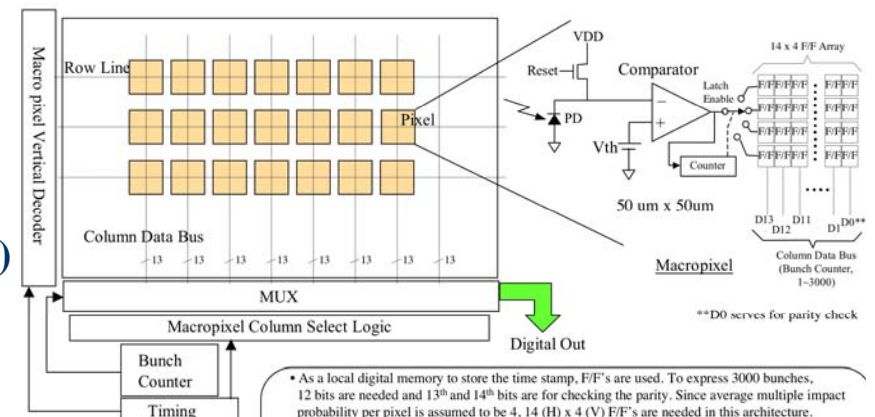 Macro pixel Vertical Decoder
Row Line
Pixel
Column Data Bus
13 13 13 13 13 13 13 13
MUX
Macropixel Column Select Logic
Bunch
Counter
Timing
Digital Out
VDD
Reset
Comparator
PD
Vth
Latch
Enable
Counter
50 um x 50um
Macropixel
14 x 4 F/F Array
F/F F/F F/F F/F F/F F/F
F/F F/F F/F F/F F/F F/F
F/F F/F F/F F/F F/F F/F
F/F F/F F/F F/F F/F F/F
D13 D12 D11 D1 D0**
Column Data Bus
(Bunch Counter,
1~3000)
**D0 serves for parity check
)
• As a local digital memory to store the time stamp, F/F's are used. To express 3000 bunches,
12 bits are needed and 13th and 14th bits are for checking the parity. Since average multiple impact
probability per pixel is assumed to be 4, 14 (H) x 4 (V) F/F's are needed in this architecture.